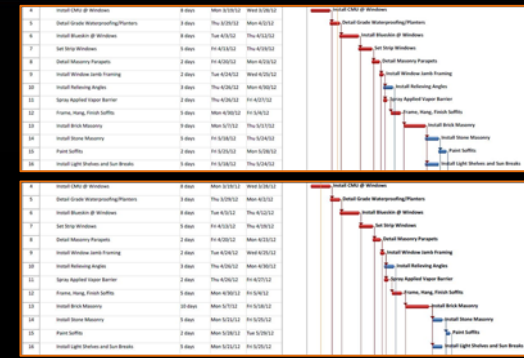 4 Install CMU @ Windows 8 days Mon 3/19/12 Wed 3/28/12 Install CMU @ Windows
5 Detail Grade Waterproofing/Planters 3 days Thu 3/29/12 Mon 4/2/12 Detail Grade Waterproofing/Planters
6 Install Blueskin @ Windows 8 days Tue 4/3/12 Thu 4/12/12 Install Blueskin @ Windows
7 Set Strip Windows 5 days Fri 4/13/12 Thu 4/19/12 Set Strip Windows
8 Detail Masonry Parapets 2 days Fri 4/20/12 Mon 4/23/12 Detail Masonry Parapets
9 Install Window Jamb Framing 2 days Tue 4/24/12 Wed 4/25/12 Install Window Jamb Framing
10 Install Relieving Angles 3 days Thu 4/26/12 Mon 4/30/12 Install Relieving Angles
11 Spray Applied Vapor Barrier 2 days Thu 4/26/12 Fri 4/27/12 Spray Applied Vapor Barrier
12 Frame, Hang, Finish Soffits 5 days Mon 4/30/12 Fri 5/4/12 Frame, Hang, Finish Soffits
13 Install Brick Masonry 9 days Mon 5/7/12 Thu 5/17/12 Install Brick Masonry
14 Install Stone Masonry 5 days Fri 5/18/12 Thu 5/24/12 Install Stone Masonry
15 Paint Soffits 2 days Fri 5/25/12 Mon 5/28/12 Paint Soffits
16 Install Light Shelves and Sun Breaks 5 days Fri 5/18/12 Thu 5/24/12 Install Light Shelves and Sun Breaks
4 Install CMU @ Windows 8 days Mon 3/19/12 Wed 3/28/12 Install CMU @ Windows
5 Detail Grade Waterproofing/Planters 3 days Thu 3/29/12 Mon 4/2/12 Detail Grade Waterproofing/Planters
6 Install Blueskin @ Windows 8 days Tue 4/3/12 Thu 4/12/12 Install Blueskin @ Windows
7 Set Strip Windows 5 days Fri 4/13/12 Thu 4/19/12 Set Strip Windows
8 Detail Masonry Parapets 2 days Fri 4/20/12 Mon 4/23/12 Detail Masonry Parapets
9 Install Window Jamb Framing 2 days Tue 4/24/12 Wed 4/25/12 Install Window Jamb Framing
10 Install Relieving Angles 3 days Thu 4/26/12 Mon 4/30/12 Install Relieving Angles
11 Spray Applied Vapor Barrier 2 days Thu 4/26/12 Fri 4/27/12 Spray Applied Vapor Barrier
12 Frame, Hang, Finish Soffits 5 days Mon 4/30/12 Fri 5/4/12 Frame, Hang, Finish Soffits
13 Install Brick Masonry 10 days Mon 5/7/12 Fri 5/18/12 Install Brick Masonry
14 Install Stone Masonry 5 days Mon 5/21/12 Fri 5/25/12 Install Stone Masonry
15 Paint Soffits 2 days Mon 5/28/12 Tue 5/29/12 Paint Soffits
16 Install Light Shelves and Sun Breaks 5 days Mon 5/21/12 Fri 5/25/12 Install Light Shelves and Sun Breaks